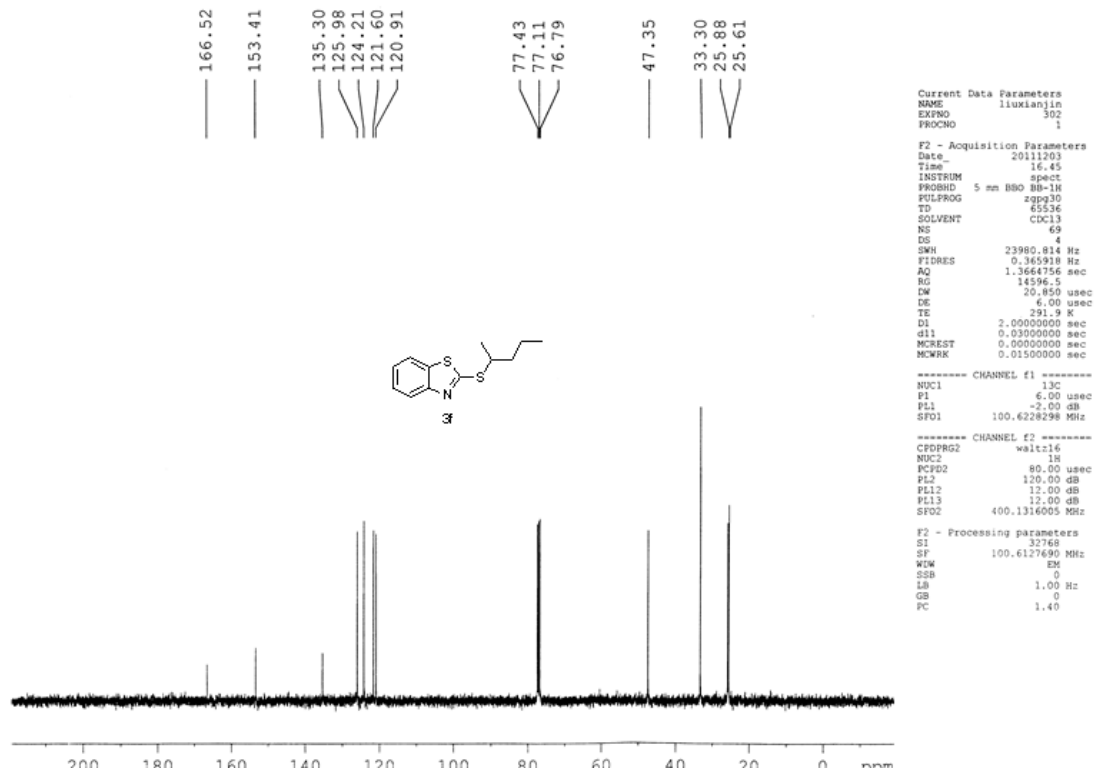 166.52
153.41
135.30
125.98
124.21
121.60
120.91
77.43
77.11
76.79
47.35
33.30
25.88
25.61
Current Data Parameters
NAME liuxianjin
EXPNO 302
PROCNO 1
F2 - Acquisition Parameters
Date_ 20111203
Time 16.45
INSTRUM spect
PROBHD 5 mm BBO BB-1H
PULPROG zgpg30
TD 65536
SOLVENT CDCl3
NS 69
DS 4
SWH 23980.814 Hz
FIDRES 0.365918 Hz
AQ 1.3664756 sec
RG 14596.5
DW 20.850 usec
DE 6.00 usec
TE 291.9 K
D1 2.00000000 sec
d11 0.03000000 sec
MCREST 0.00000000 sec
MCWRK 0.01500000 sec
======== CHANNEL f1 ========
NUC1 13C
P1 6.00 usec
PL1 -2.00 dB
SFO1 100.6228298 MHz
======== CHANNEL f2 ========
CPDPRG2 waltz16
NUC2 1H
PCPD2 80.00 usec
PL2 120.00 dB
PL12 12.00 dB
PL13 12.00 dB
SFO2 400.1316005 MHz
F2 - Processing parameters
SI 32768
SF 100.6127690 MHz
WDW EM
SSB 0
LB 1.00 Hz
GB 0
PC 1.40
S
S
N
3f
200 180 160 140 120 100 80 60 40 20 0 ppm